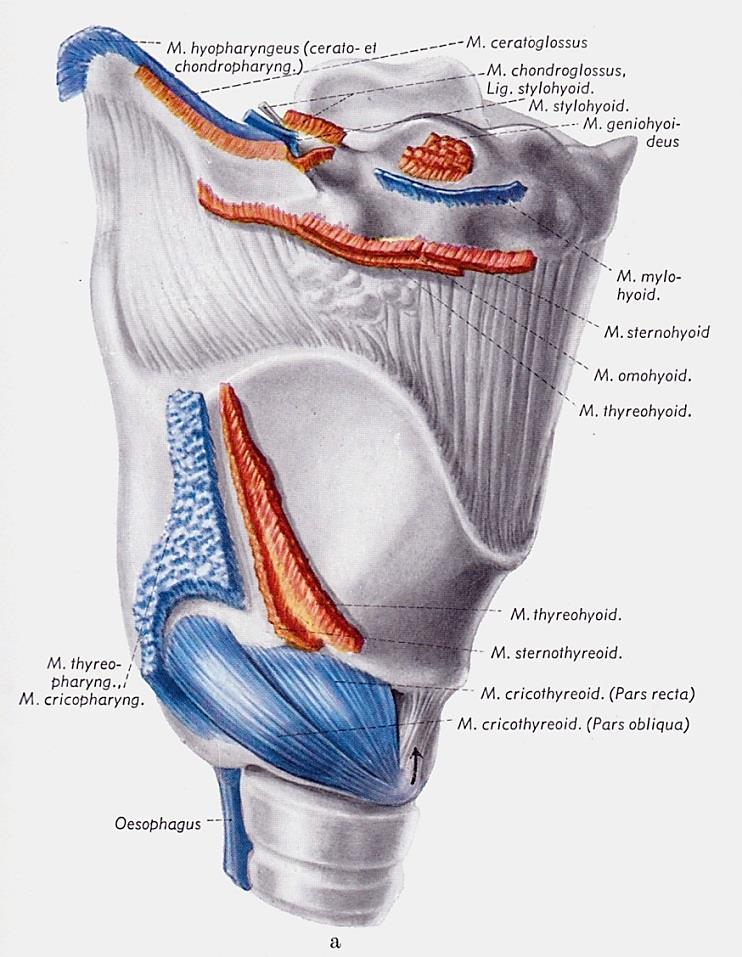 M. hyopharyngeus (cerato- et
chondropharyng.)
M. ceratoglossus
M. chondroglossus,
Lig. stylohyoid.
M. stylohyoid.
M. geniohyoi-
deus
M. mylo-
hyoid.
M. sternohyoid
M. omohyoid.
M. thyreohyoid.
M. thyreohyoid.
M. sternothyreoid.
M. thyreo-
pharyng.,
M. cricopharyng.
M. cricothyreoid. (Pars recta)
M. cricothyreoid. (Pars obliqua)
Oesophagus
a